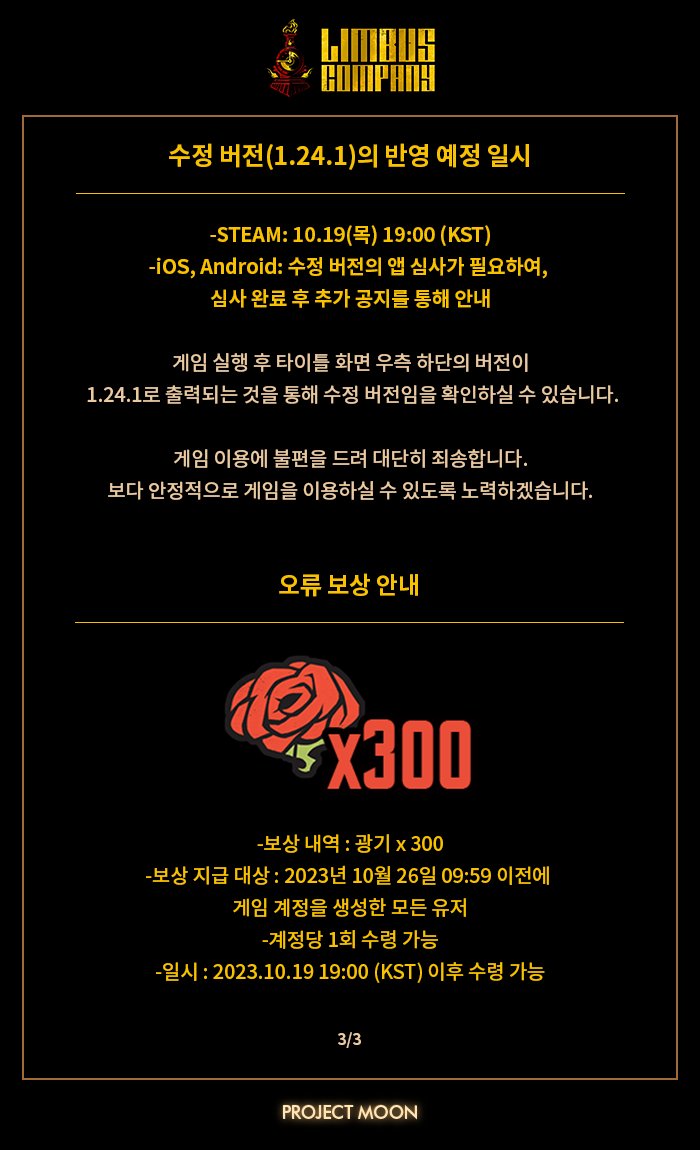 LIMBUS
COMPANY
수정 버전(1.24.1)의 반영 예정 일시
-STEAM: 10.19(목) 19:00 (KST)
-iOS, Android: 수정 버전의 앱 심사가 필요하여,
심사 완료 후 추가 공지를 통해 안내
게임 실행 후 타이틀 화면 우측 하단의 버전이
1.24.1로 출력되는 것을 통해 수정 버전임을 확인하실 수 있습니다.
게임 이용에 불편을 드려 대단히 죄송합니다.
보다 안정적으로 게임을 이용하실 수 있도록 노력하겠습니다.
오류 보상 안내
x300
-보상 내역 : 광기 x 300
-보상 지급 대상 : 2023년 10월 26일 09:59 이전에
게임 계정을 생성한 모든 유저
-계정당 1회 수령 가능
-일시 : 2023.10.19 19:00 (KST) 이후 수령 가능
3/3
PROJECT MOON